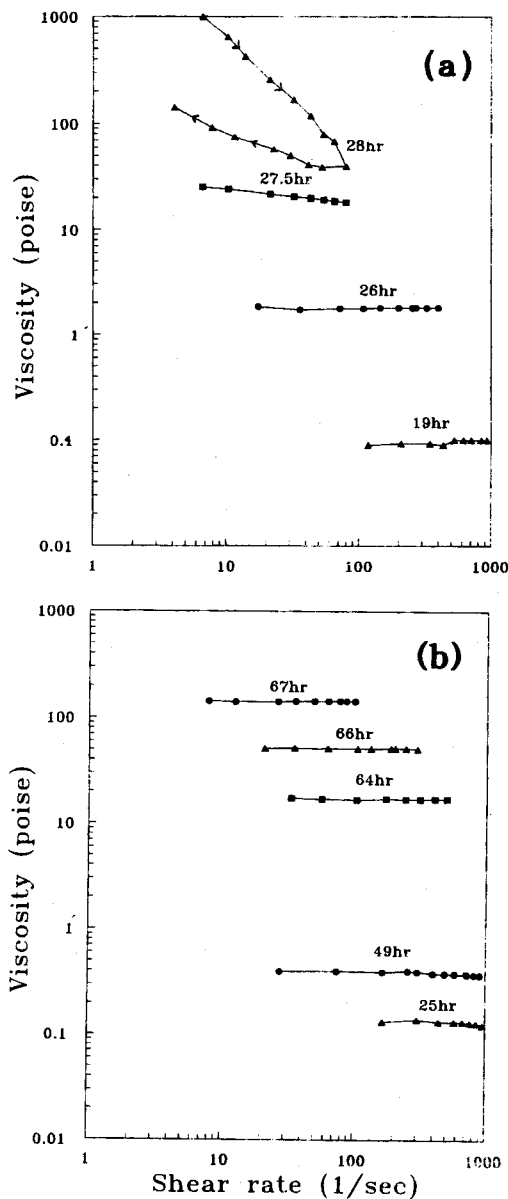 1000
(a)
100
28hr
27.5hr
10
26hr
1
19hr
0.1
0.01
1
10
100
1000
Viscosity (poise)
1000
(b)
67hr
100
66hr
64hr
10
1
49hr
25hr
0.1
0.01
1
10
100
1000
Viscosity (poise)
Shear rate (1/sec)